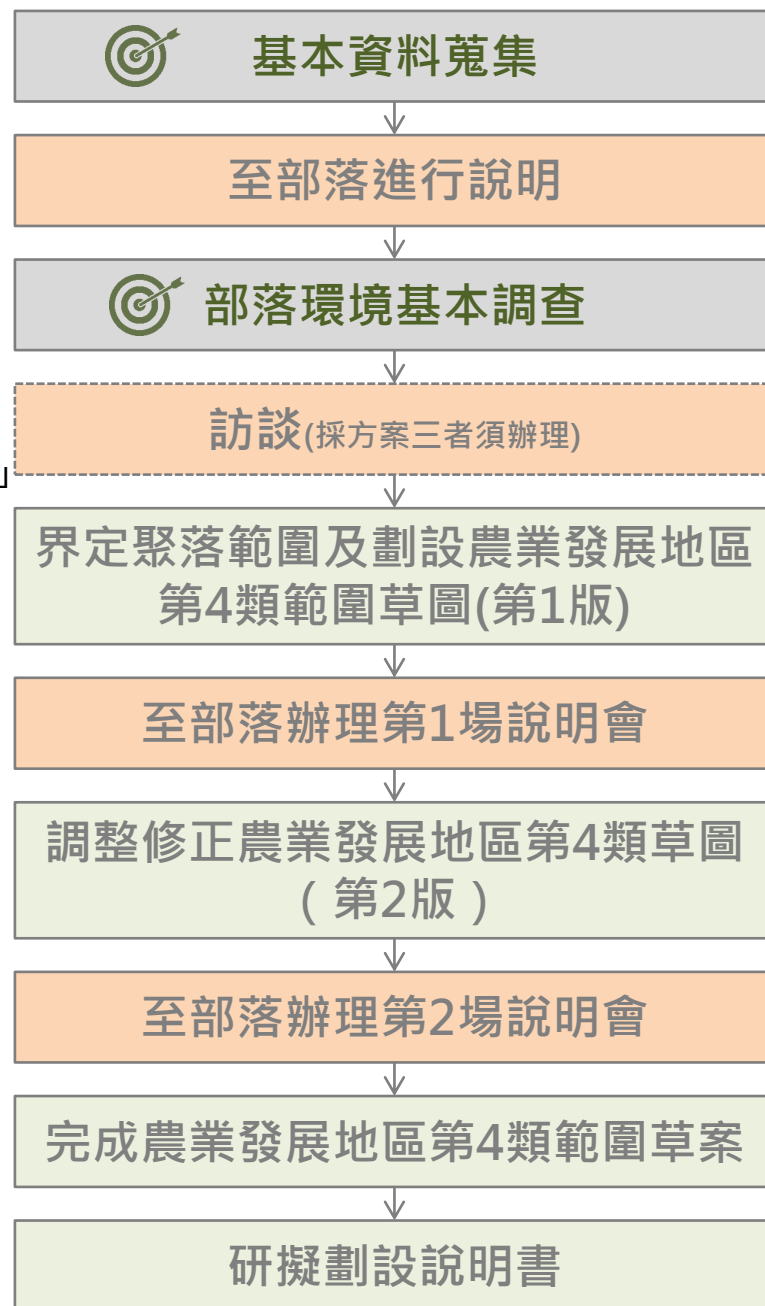 基本資料蒐集
至部落進行說明
部落環境基本調查
訪談(採方案三者須辦理)
」
界定聚落範圍及劃設農業發展地區
第4類範圍草圖(第1版)
至部落辦理第1場說明會
調整修正農業發展地區第4類草圖
（第2版）
至部落辦理第2場說明會
完成農業發展地區第4類範圍草案
研擬劃設說明書